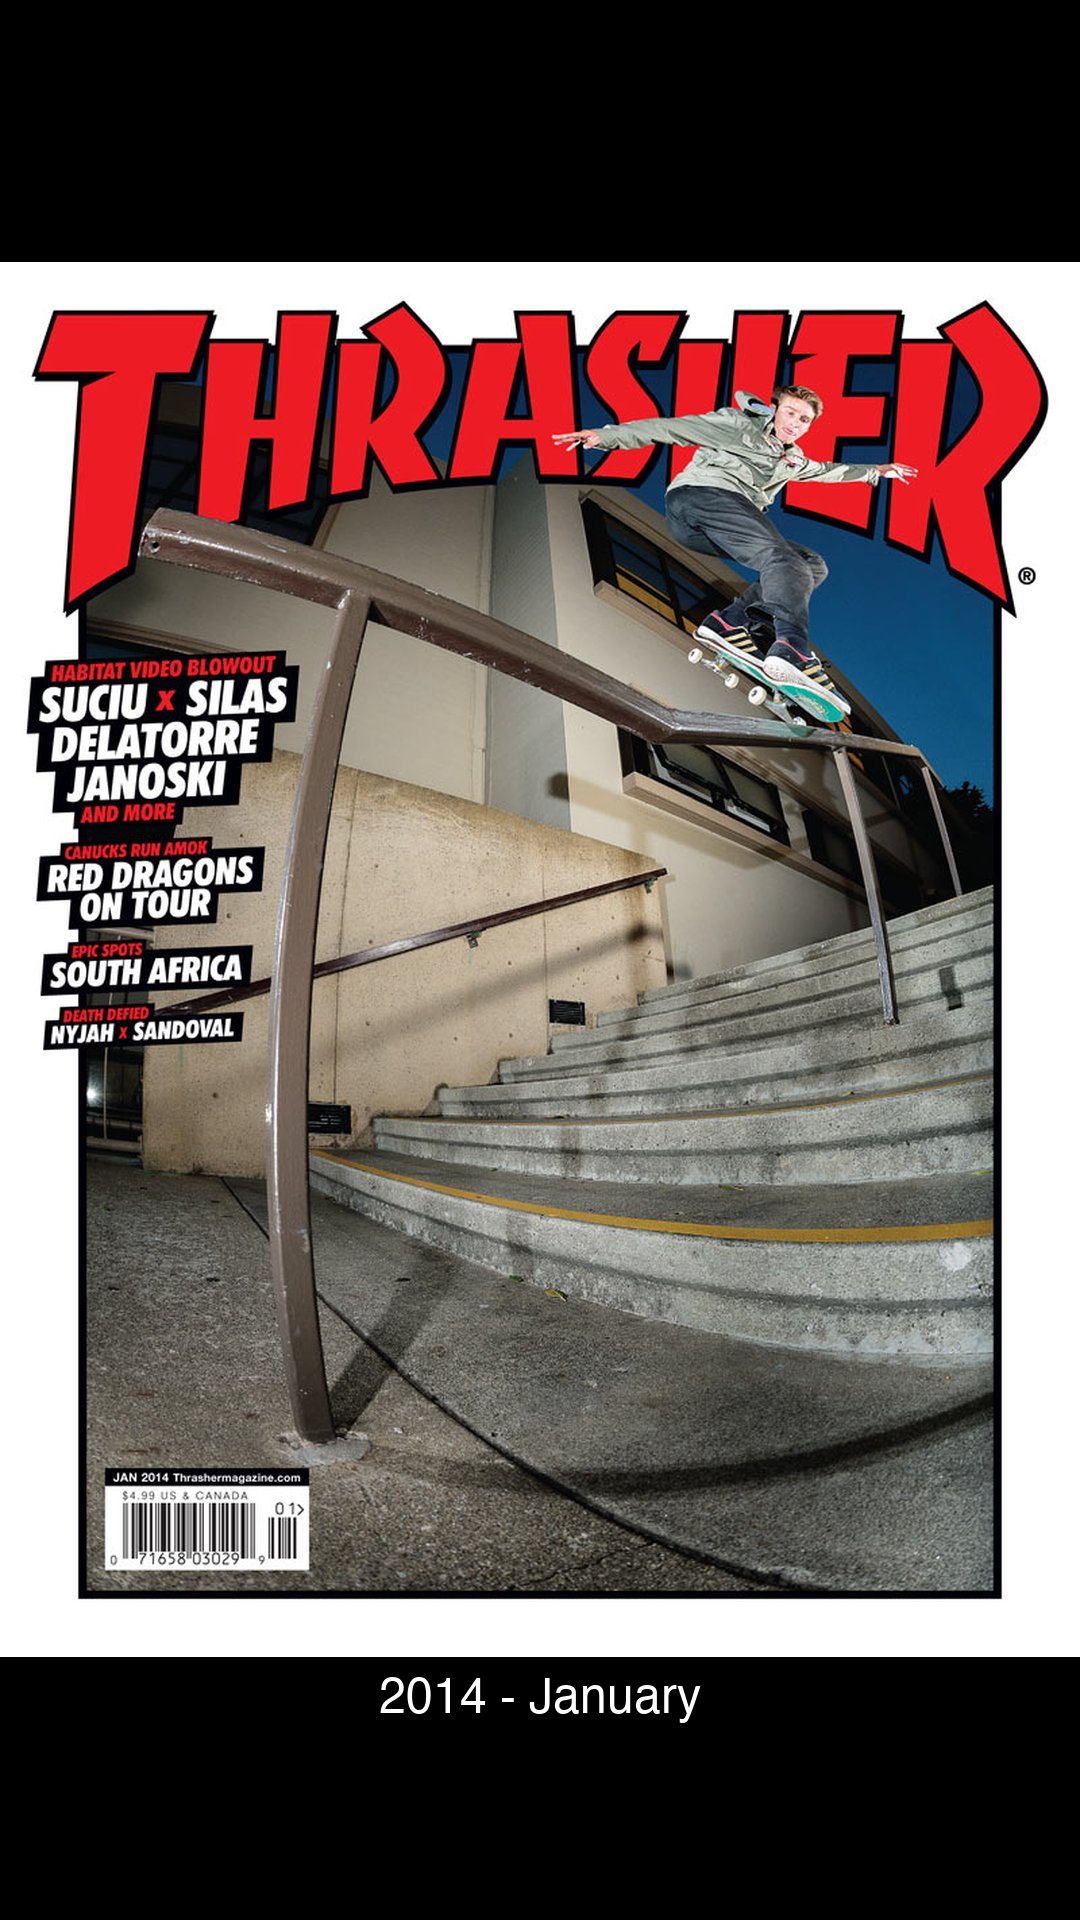 THRASHER
®
HABITAT VIDEO BLOWOUT
SUCIU x SILAS
DELATORRE
JANOSKI
AND MORE
CANUCKS RUN AMOK
RED DRAGONS
ON TOUR
EPIC SPOTS
SOUTH AFRICA
DEATH DEFIED
NYJAH x SANDOVAL
JAN 2014 Thrashermagazine.com
$4.99 US & CANADA
01>
0 71658 03029 9
2014 - January